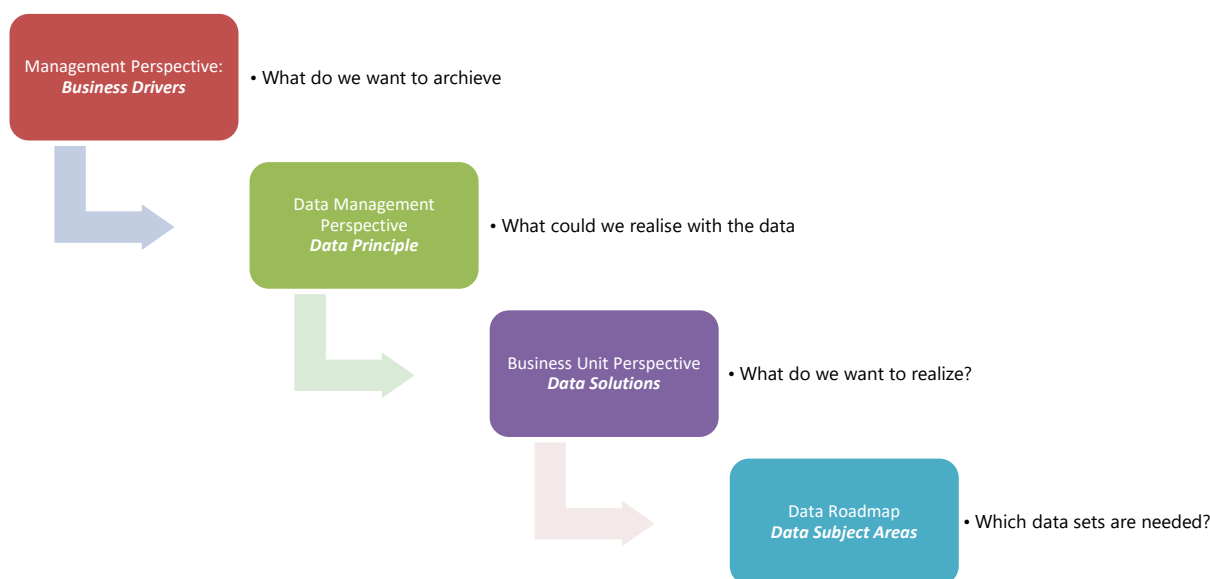 Management Perspective:
Business Drivers
• What do we want to archieve
Data Management
Perspective
Data Principle
• What could we realise with the data
Business Unit Perspective
Data Solutions
• What do we want to realize?
Data Roadmap
Data Subject Areas
• Which data sets are needed?